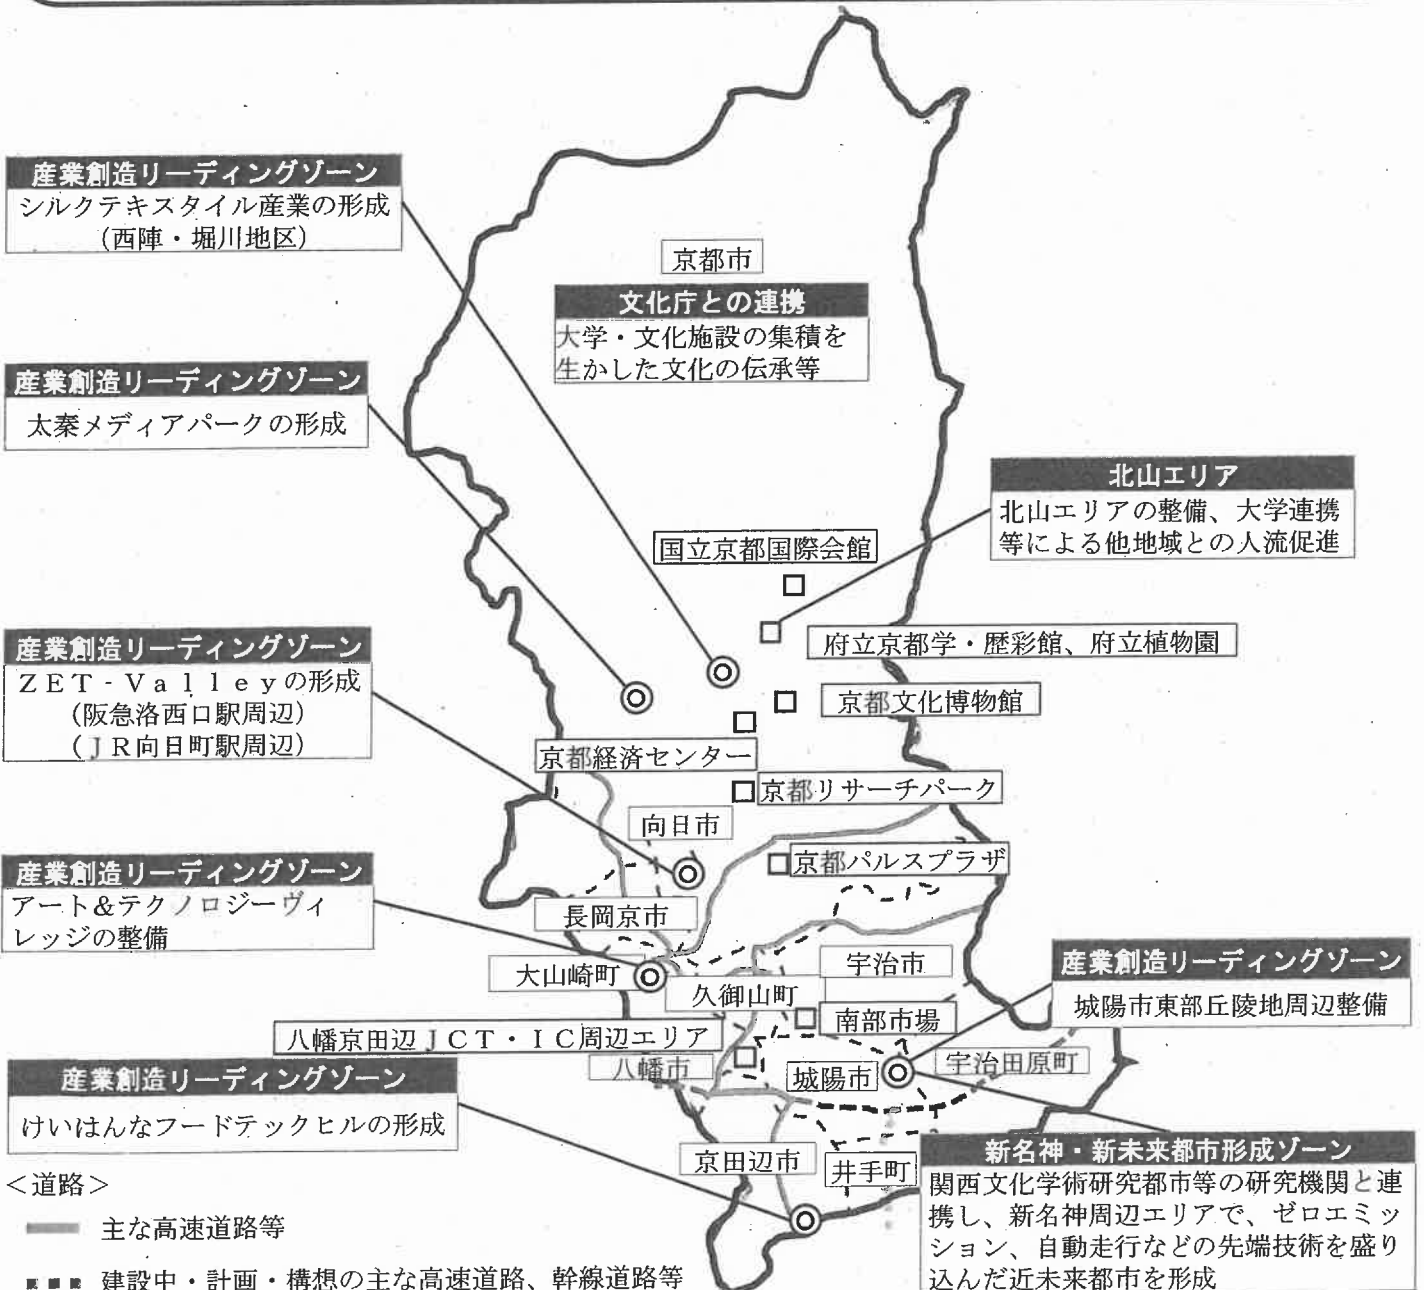 産業創造リーディングゾーン
シルクテキスタイル産業の形成
(西陣・堀川地区)
京都市
文化庁との連携
大学・文化施設の集積を
生かした文化の伝承等
産業創造リーディングゾーン
太秦メディアパークの形成
北山エリア
北山エリアの整備、大学連携
等による他地域との人流促進
国立京都国際会館
産業創造リーディングゾーン
ZET‐Valleyの形成
(阪急洛西口駅周辺)
(JR向日町駅周辺)
府立京都学・歴彩館、府立植物園
京都文化博物館
京都経済センター
京都リサーチパーク
向日市
京都パルスプラザ
産業創造リーディングゾーン
アート&テクノロジーヴィ
レッジの整備
長岡京市
大山崎町
宇治市
久御山町
産業創造リーディングゾーン
城陽市東部丘陵地周辺整備
南部市場
八幡京田辺JCT・IC周辺エリア
八幡市
城陽市
宇治田原町
産業創造リーディングゾーン
けいはんなフードテックヒルの形成
京田辺市
井手町
新名神・新未来都市形成ゾーン
関西文化学術研究都市等の研究機関と連
携し、新名神周辺エリアで、ゼロエミッ
ション、自動走行などの先端技術を盛り
込んだ近未来都市を形成
<道路>
主な高速道路等
建設中・計画・構想の主な高速道路、幹線道路等